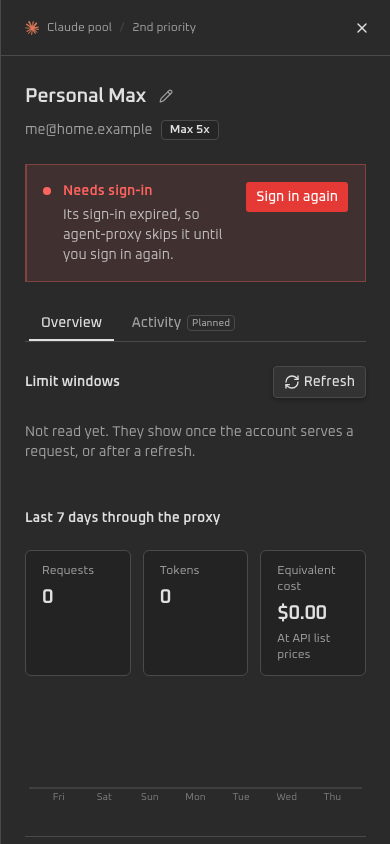 Claude pool / 2nd priority
Personal Max
me@home.example Max 5x
Needs sign-in
Its sign-in expired, so
agent-proxy skips it until
you sign in again.
Sign in again
Overview
Activity Planned
Limit windows
Refresh
Not read yet. They show once the account serves a
request, or after a refresh.
Last 7 days through the proxy
Requests
0
Tokens
0
Equivalent
cost
$0.00
At API list
prices
Fri Sat Sun Mon Tue Wed Thu